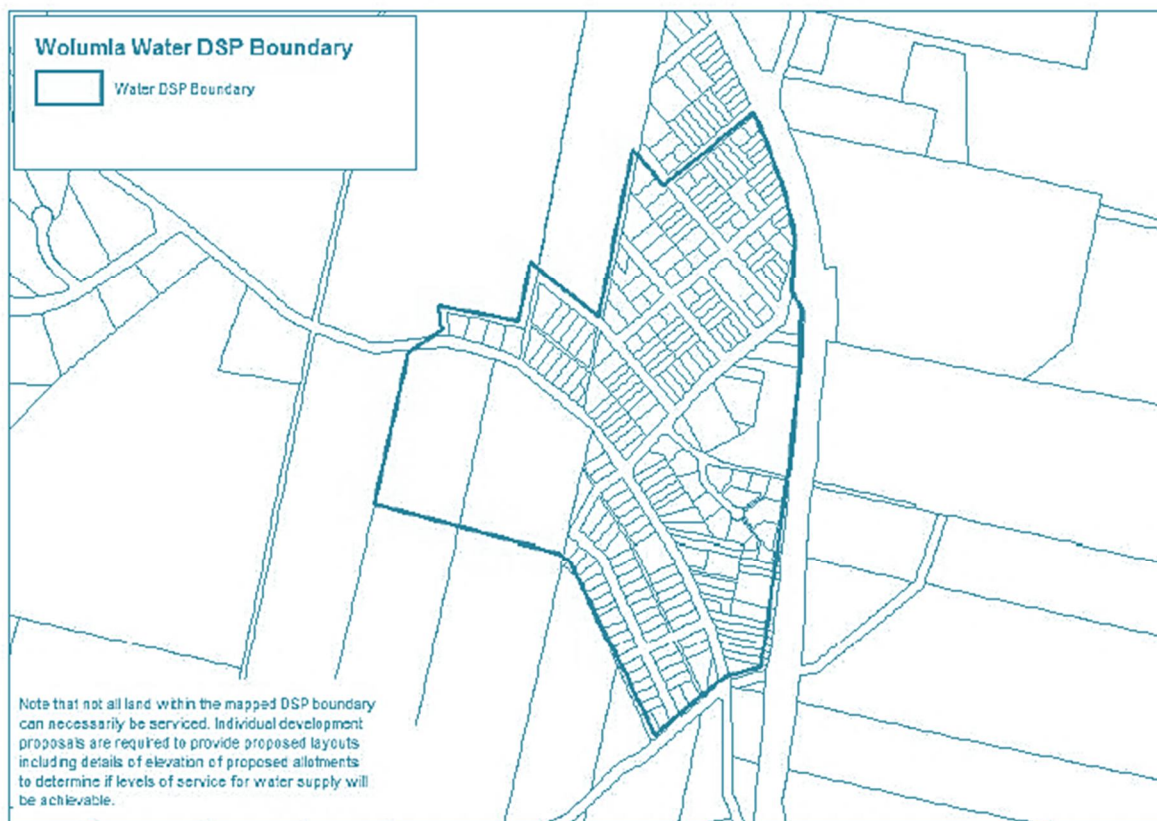 Wolumla Water DSP Boundary
Water DSP Boundary
Note that not all land within the mapped DSP boundary
can necessarily be serviced. Individual development
proposals are required to provide proposed layouts
including details of elevation of proposed allotments
to determine if levels of service for water supply will
be achievable.